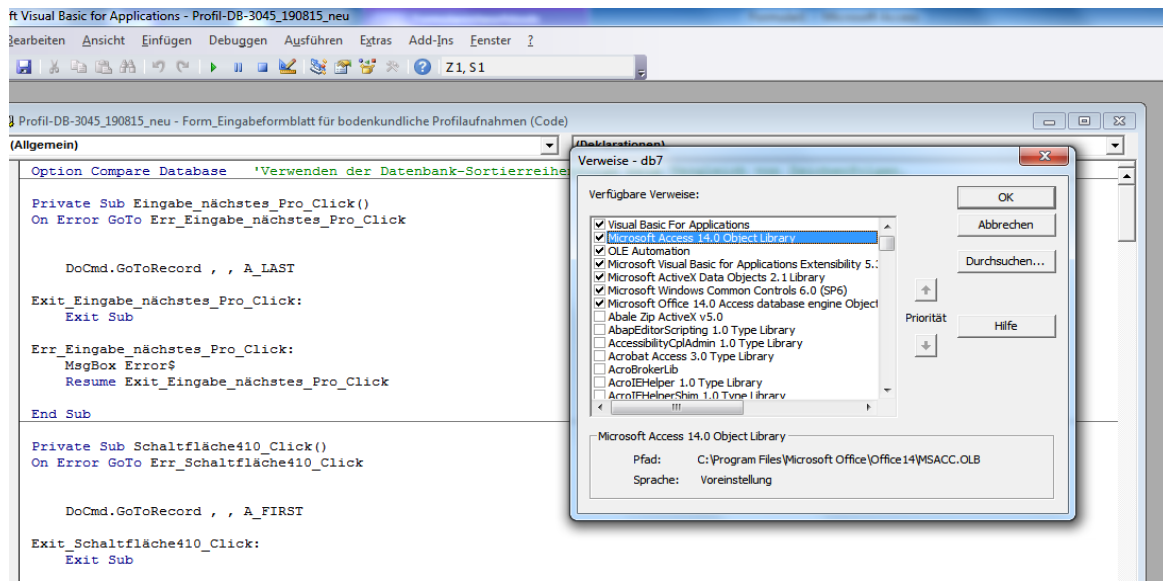 ft Visual Basic for Applications - Profil-DB-3045_190815_neu
Bearbeiten Ansicht Einfügen Debuggen Ausführen Extras Add-Ins Fenster ?
Z1, S1
Profil-DB-3045_190815_neu - Form_Eingabeformblatt für bodenkundliche Profilaufnahmen (Code)
(Allgemein)
(Deklarationen)
Option Compare Database 'Verwenden der Datenbank-Sortierreihe
Private Sub Eingabe_nächstes_Pro_Click()
On Error GoTo Err_Eingabe_nächstes_Pro_Click
DoCmd.GoToRecord , , A_LAST
Exit_Eingabe_nächstes_Pro_Click:
Exit Sub
Err_Eingabe_nächstes_Pro_Click:
MsgBox Error$
Resume Exit_Eingabe_nächstes_Pro_Click
End Sub
Private Sub Schaltfläche410_Click()
On Error GoTo Err_Schaltfläche410_Click
DoCmd.GoToRecord , , A_FIRST
Exit_Schaltfläche410_Click:
Exit Sub
Verweise - db7
Verfügbare Verweise:
Visual Basic For Applications
Microsoft Access 14.0 Object Library
OLE Automation
Microsoft Visual Basic for Applications Extensibility 5.
Microsoft ActiveX Data Objects 2.1 Library
Microsoft Windows Common Controls 6.0 (SP6)
Microsoft Office 14.0 Access database engine Object
Abale Zip ActiveX v5.0
AbapEditorScripting 1.0 Type Library
AccessibilityCplAdmin 1.0 Type Library
Acrobat Access 3.0 Type Library
AcroBrokerLib
AcroIEHelper 1.0 Type Library
AcroIEHelperShim 1.0 Type Library
OK
Abbrechen
Durchsuchen...
Priorität
Hilfe
Microsoft Access 14.0 Object Library
Pfad: C:\Program Files\Microsoft Office\Office14\MSACC.OLB
Sprache: Voreinstellung